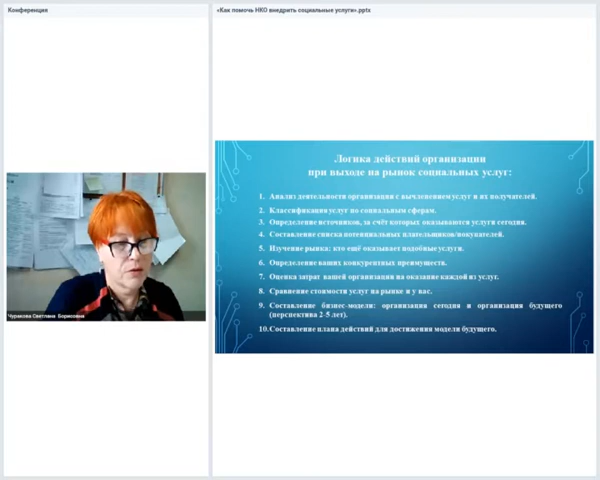 Конференция
«Как помочь НКО внедрить социальные услуги».pptx
Чуракова Светлана Борисовна
Логика действий организации
при выходе на рынок социальных услуг:
1. Анализ деятельности организации с вычленением услуг и их получателей.
2. Классификация услуг по социальным сферам.
3. Определение источников, за счёт которых оказываются услуги сегодня.
4. Составление списка потенциальных плательщиков/покупателей.
5. Изучение рынка: кто ещё оказывает подобные услуги.
6. Определение ваших конкурентных преимуществ.
7. Оценка затрат вашей организации на оказание каждой из услуг.
8. Сравнение стоимости услуг на рынке и у вас.
9. Составление бизнес-модели: организация сегодня и организация будущего
(перспектива 2-5 лет).
10. Составление плана действий для достижения модели будущего.